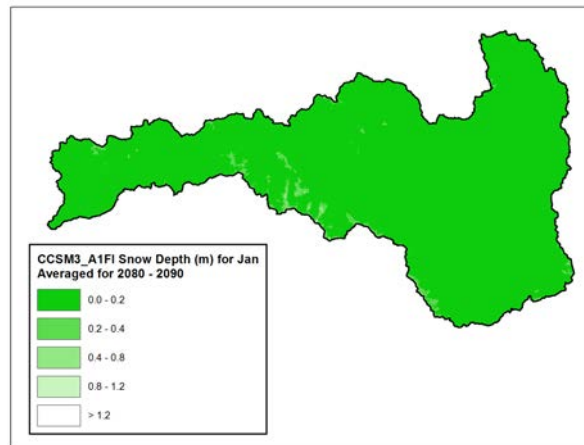 CCSM3_A1FI Snow Depth (m) for Jan
Averaged for 2080 - 2090
0.0 - 0.2
0.2 - 0.4
0.4 - 0.8
0.8 - 1.2
> 1.2